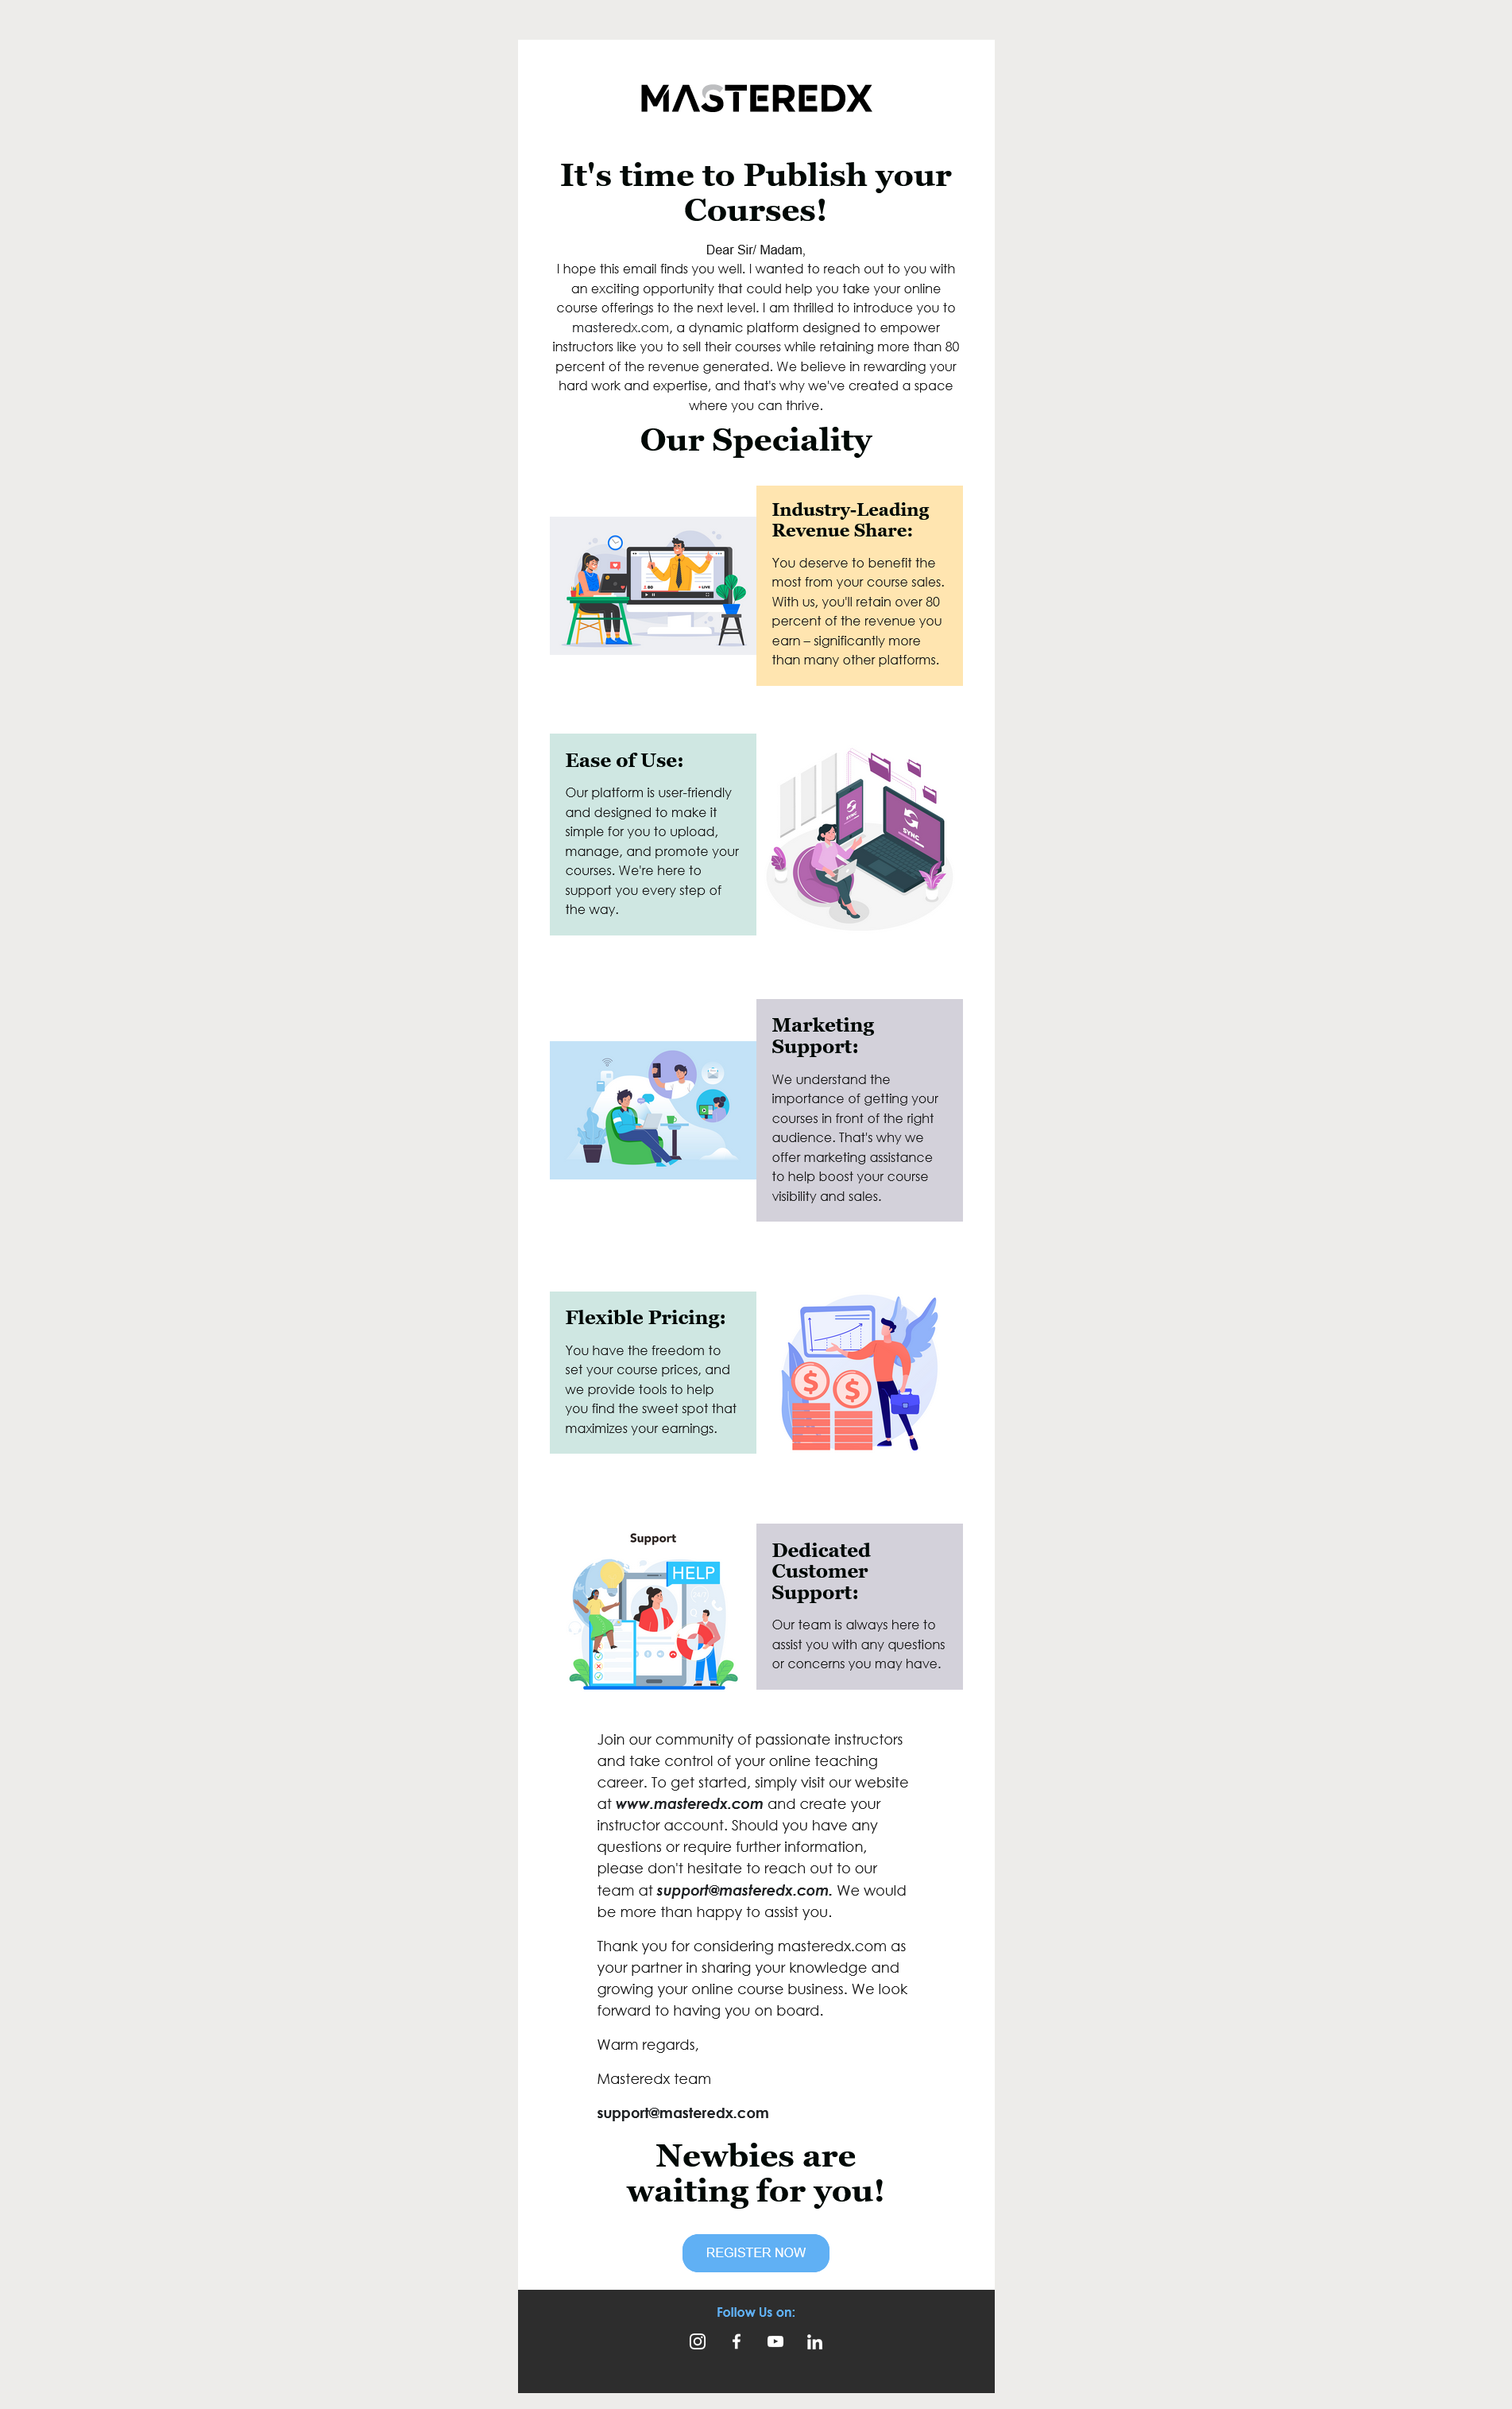 MASTEREDX
It's time to Publish your
Courses!
Dear Sir/ Madam,
I hope this email finds you well. I wanted to reach out to you with
an exciting opportunity that could help you take your online
course offerings to the next level. I am thrilled to introduce you to
masteredx.com, a dynamic platform designed to empower
instructors like you to sell their courses while retaining more than 80
percent of the revenue generated. We believe in rewarding your
hard work and expertise, and that's why we've created a space
where you can thrive.
Our Speciality
LIVE
Industry-Leading
Revenue Share:
You deserve to benefit the
most from your course sales.
With us, you'll retain over 80
percent of the revenue you
earn – significantly more
than many other platforms.
Ease of Use:
Our platform is user-friendly
and designed to make it
simple for you to upload,
manage, and promote your
courses. We're here to
support you every step of
the way.
SYNC
SYNC
Marketing
Support:
We understand the
importance of getting your
courses in front of the right
audience. That's why we
offer marketing assistance
to help boost your course
visibility and sales.
Flexible Pricing:
You have the freedom to
set your course prices, and
we provide tools to help
you find the sweet spot that
maximizes your earnings.
$
$
Support
HELP
Dedicated
Customer
Support:
Our team is always here to
assist you with any questions
or concerns you may have.
Join our community of passionate instructors
and take control of your online teaching
career. To get started, simply visit our website
at www.masteredx.com and create your
instructor account. Should you have any
questions or require further information,
please don't hesitate to reach out to our
team at support@masteredx.com. We would
be more than happy to assist you.
Thank you for considering masteredx.com as
your partner in sharing your knowledge and
growing your online course business. We look
forward to having you on board.
Warm regards,
Masteredx team
support@masteredx.com
Newbies are
waiting for you!
REGISTER NOW
Follow Us on: